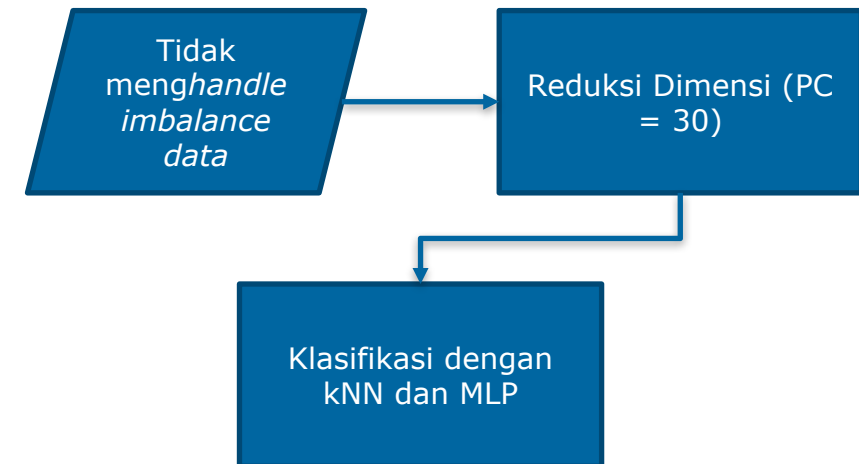 Tidak
menghandle
imbalance
data
Reduksi Dimensi (PC
= 30)
Klasifikasi dengan
kNN dan MLP